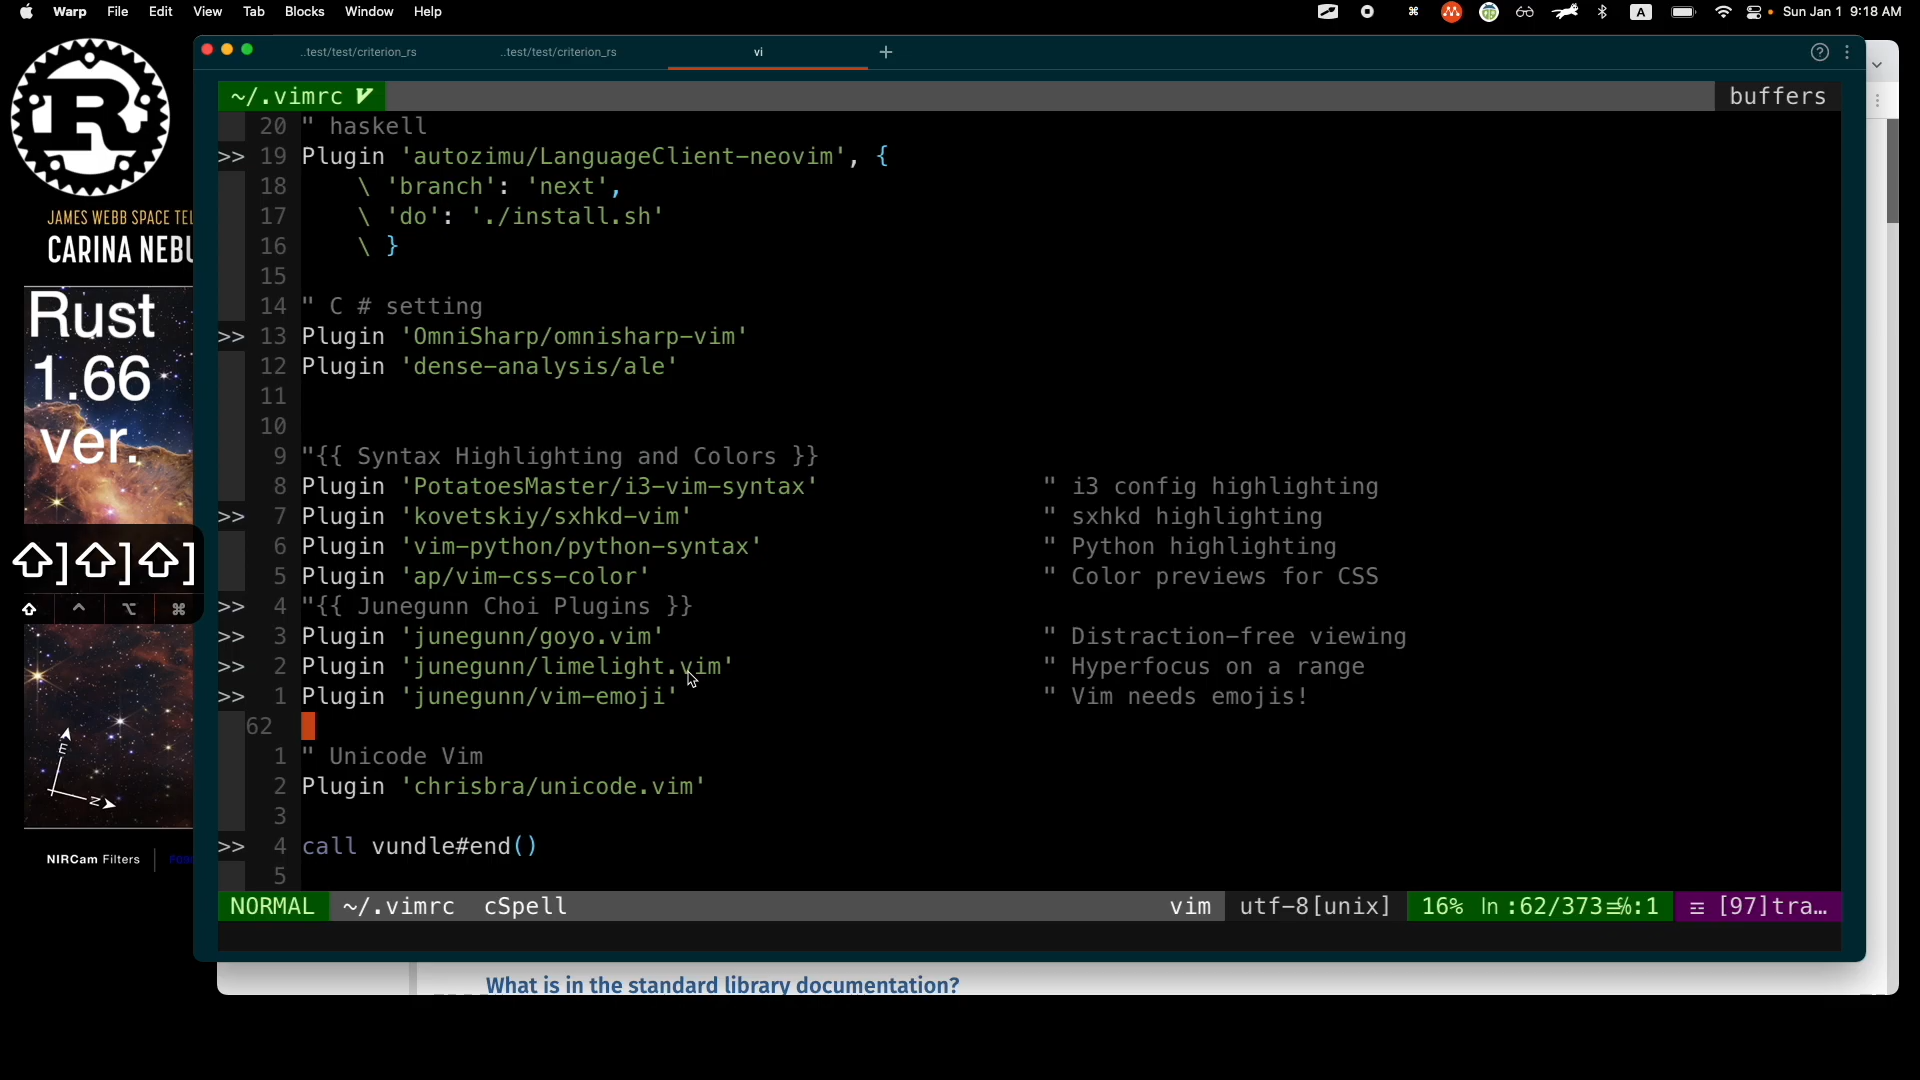 Warp File Edit View Tab Blocks Window Help
A
Sun Jan 1 9:18 AM
..test/test/criterion_rs
..test/test/criterion_rs
vi
+
~/.vimrc V
buffers
20 " haskell
>> 19 Plugin 'autozimu/LanguageClient-neovim', {
18 \ 'branch': 'next',
17 \ 'do': './install.sh'
16 \ }
15
14 " C # setting
>> 13 Plugin 'OmniSharp/omnisharp-vim'
12 Plugin 'dense-analysis/ale'
11
10
9 "{{ Syntax Highlighting and Colors }}
8 Plugin 'PotatoesMaster/i3-vim-syntax' " i3 config highlighting
>> 7 Plugin 'kovetskiy/sxhkd-vim' " sxhkd highlighting
6 Plugin 'vim-python/python-syntax' " Python highlighting
5 Plugin 'ap/vim-css-color' " Color previews for CSS
>> 4 "{{ Junegunn Choi Plugins }}
>> 3 Plugin 'junegunn/goyo.vim' " Distraction-free viewing
>> 2 Plugin 'junegunn/limelight.vim' " Hyperfocus on a range
>> 1 Plugin 'junegunn/vim-emoji' " Vim needs emojis!
62
1 " Unicode Vim
2 Plugin 'chrisbra/unicode.vim'
3
>> 4 call vundle#end()
5
NORMAL ~/.vimrc cSpell vim utf-8[unix] 16% ln :62/373≡℅:1 ☲ [97]tra…
R
JAMES WEBB SPACE TEL
CARINA NEBU
Rust
1.66
ver.
⇧]⇧]⇧]
⇧ ⌃ ⌥ ⌘
E
N
NIRCam Filters
What is in the standard library documentation?